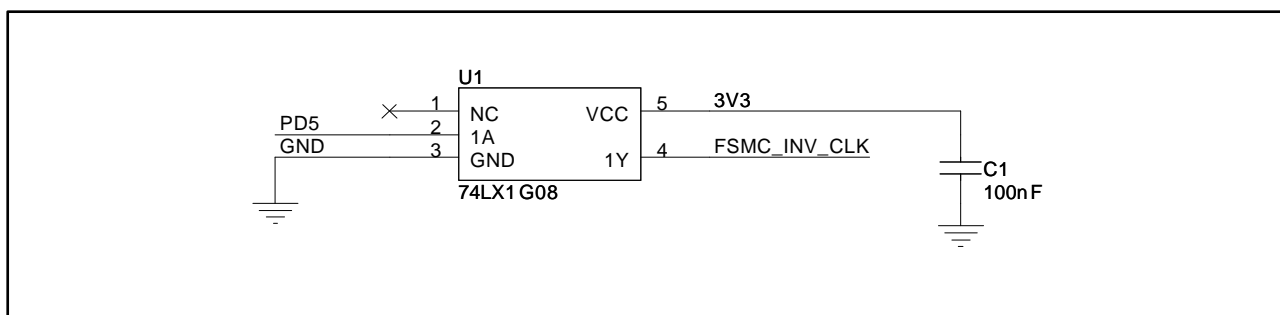 U1
1 NC VCC 5 3V3
PD5 2 1A
GND 3 GND 1Y 4 FSMC_INV_CLK
74LX1G08
C1
100nF